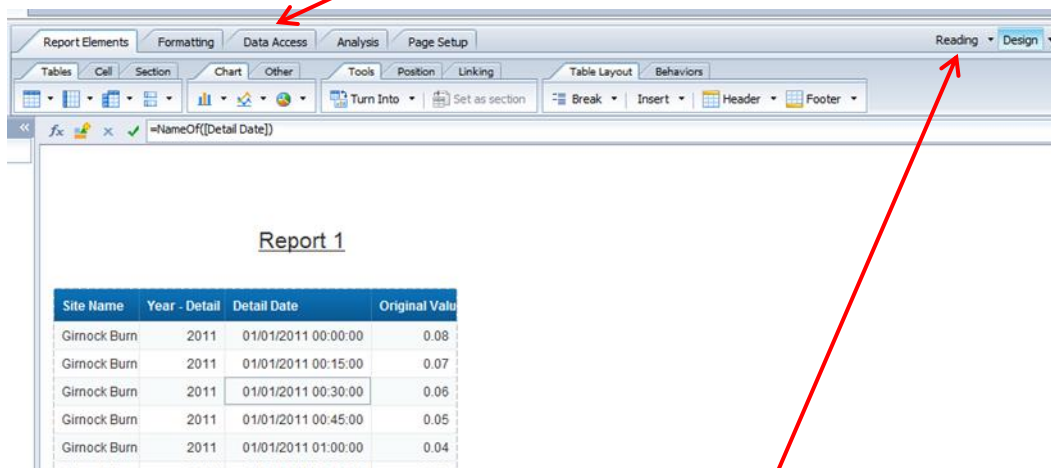 Report Elements Formatting Data Access Analysis Page Setup Reading Design
Tables Cell Section Chart Other Tools Position Linking Table Layout Behaviors
Turn Into Set as section Break Insert Header Footer
fx =NameOf([Detail Date])
Report 1
Site Name Year - Detail Detail Date Original Valu
Girnock Burn 2011 01/01/2011 00:00:00 0.08
Girnock Burn 2011 01/01/2011 00:15:00 0.07
Girnock Burn 2011 01/01/2011 00:30:00 0.06
Girnock Burn 2011 01/01/2011 00:45:00 0.05
Girnock Burn 2011 01/01/2011 01:00:00 0.04